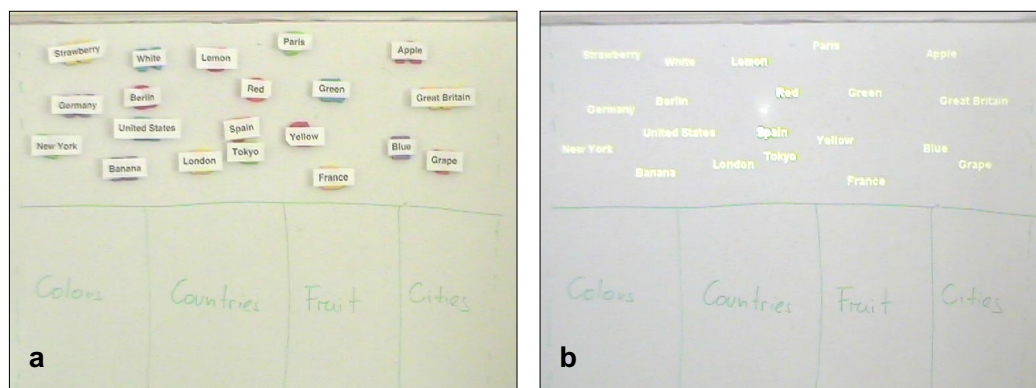 Strawberry
White
Lemon
Paris
Apple
Germany
Berlin
Red
Green
Great Britain
New York
United States
Spain
Yellow
Blue
Banana
London
Tokyo
France
Grape
Colors
Countries
Fruit
Cities
a
Strawberry
White
Lemon
Paris
Apple
Germany
Berlin
Red
Green
Great Britain
New York
United States
Spain
Yellow
Blue
Banana
London
Tokyo
France
Grape
Colors
Countries
Fruit
Cities
b